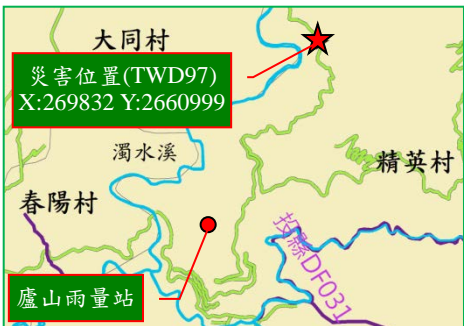 大同村
災害位置(TWD97)
X:269832 Y:2660999
濁水溪
精英村
春陽村
投縣DF031
廬山雨量站